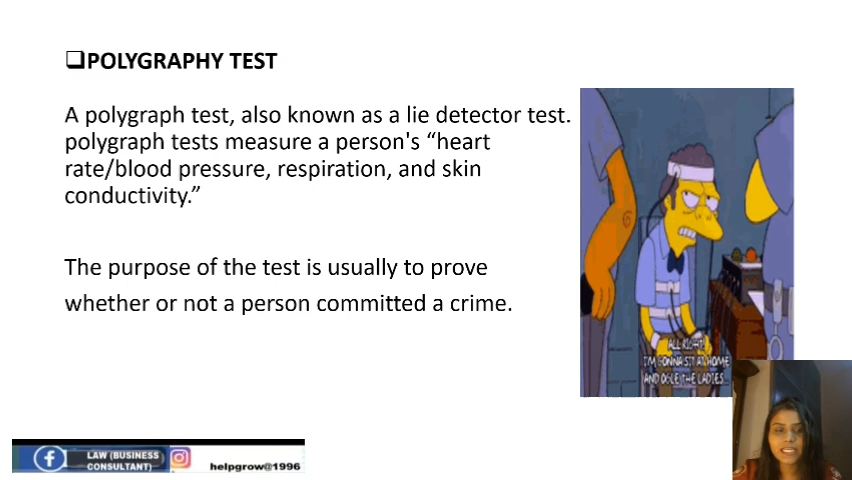 POLYGRAPHY TEST
A polygraph test, also known as a lie detector test.
polygraph tests measure a person's “heart
rate/blood pressure, respiration, and skin
conductivity.”
The purpose of the test is usually to prove
whether or not a person committed a crime.
ALL RIGHT!
I'M GONNA SIT AT HOME
AND OGLE THE LADIES...
LAW (BUSINESS
CONSULTANT)
helpgrow@1996